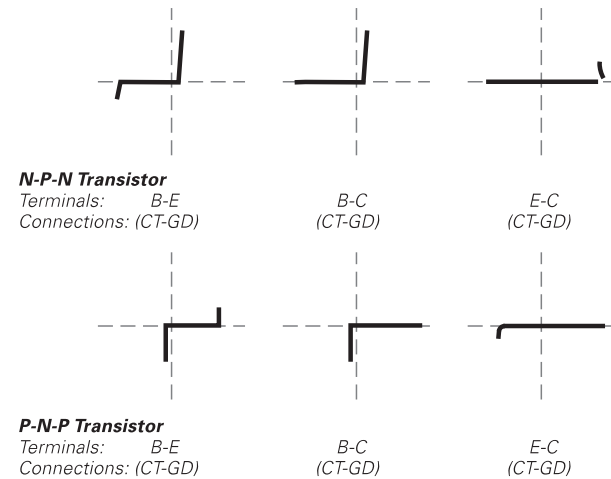 N-P-N Transistor
Terminals: B-E B-C E-C
Connections: (CT-GD) (CT-GD) (CT-GD)
P-N-P Transistor
Terminals: B-E B-C E-C
Connections: (CT-GD) (CT-GD) (CT-GD)